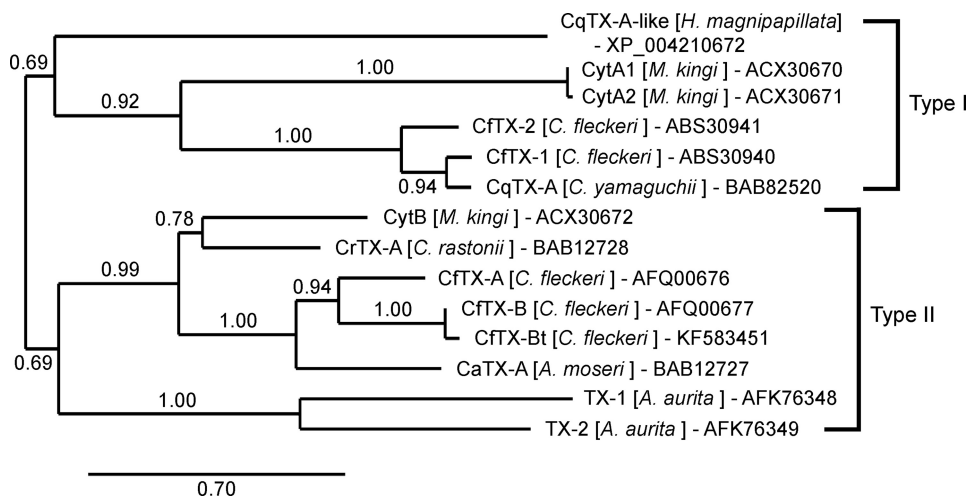 CqTX-A-like [H. magnipapillata]
- XP_004210672
0.69
1.00
CytA1 [M. kingi ] - ACX30670
CytA2 [M. kingi ] - ACX30671
0.92
Type I
CfTX-2 [C. fleckeri ] - ABS30941
1.00
CfTX-1 [C. fleckeri ] - ABS30940
0.94
CqTX-A [C. yamaguchii ] - BAB82520
0.78
CytB [M. kingi ] - ACX30672
CrTX-A [C. rastonii ] - BAB12728
0.99
CfTX-A [C. fleckeri ] - AFQ00676
0.94
CfTX-B [C. fleckeri ] - AFQ00677
1.00
Type II
1.00
CfTX-Bt [C. fleckeri ] - KF583451
0.69
CaTX-A [A. moseri ] - BAB12727
1.00
TX-1 [A. aurita ] - AFK76348
TX-2 [A. aurita ] - AFK76349
0.70